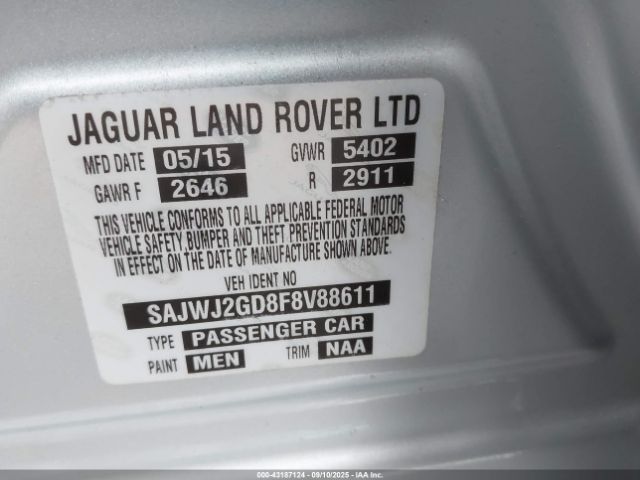 JAGUAR LAND ROVER LTD
MFD DATE 05/15 GVWR 5402
GAWR F 2646 R 2911
THIS VEHICLE CONFORMS TO ALL APPLICABLE FEDERAL MOTOR
VEHICLE SAFETY,BUMPER AND THEFT PREVENTION STANDARDS
IN EFFECT ON THE DATE OF MANUFACTURE SHOWN ABOVE.
VEH IDENT NO
SAJWJ2GD8F8V88611
TYPE PASSENGER CAR
PAINT MEN TRIM NAA
000-43187124 - 09/10/2025 - IAA Inc.